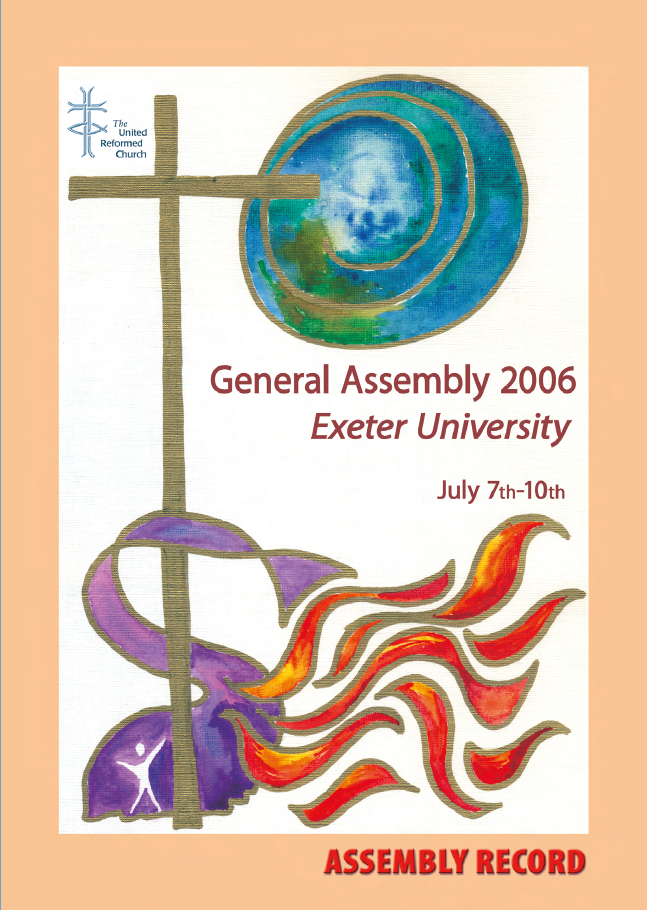 The
United
Reformed
Church
General Assembly 2006
Exeter University
July 7th-10th
ASSEMBLY RECORD